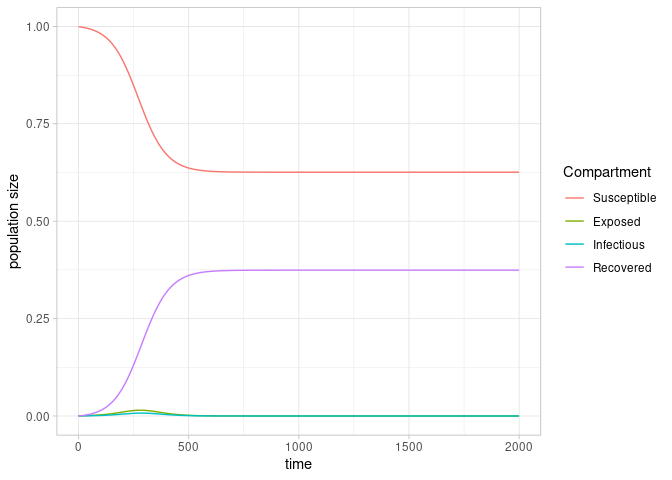 1.00
0.75
0.50
0.25
0.00
population size
0
500
1000
1500
2000
time
Compartment
Susceptible
Exposed
Infectious
Recovered